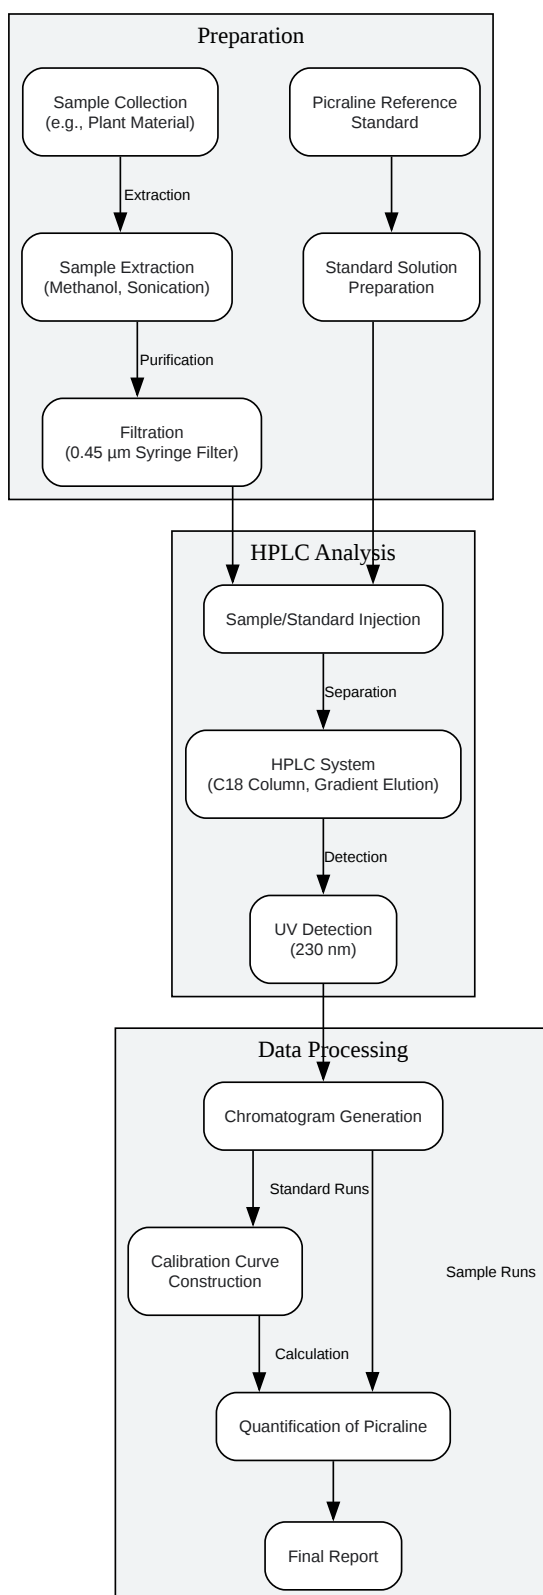 Preparation
Sample Collection
(e.g., Plant Material)
Picraline Reference
Standard
Extraction
Sample Extraction
(Methanol, Sonication)
Standard Solution
Preparation
Purification
Filtration
(0.45 µm Syringe Filter)
HPLC Analysis
Sample/Standard Injection
Separation
HPLC System
(C18 Column, Gradient Elution)
Detection
UV Detection
(230 nm)
Data Processing
Chromatogram Generation
Standard Runs
Calibration Curve
Construction
Sample Runs
Calculation
Quantification of Picraline
Final Report